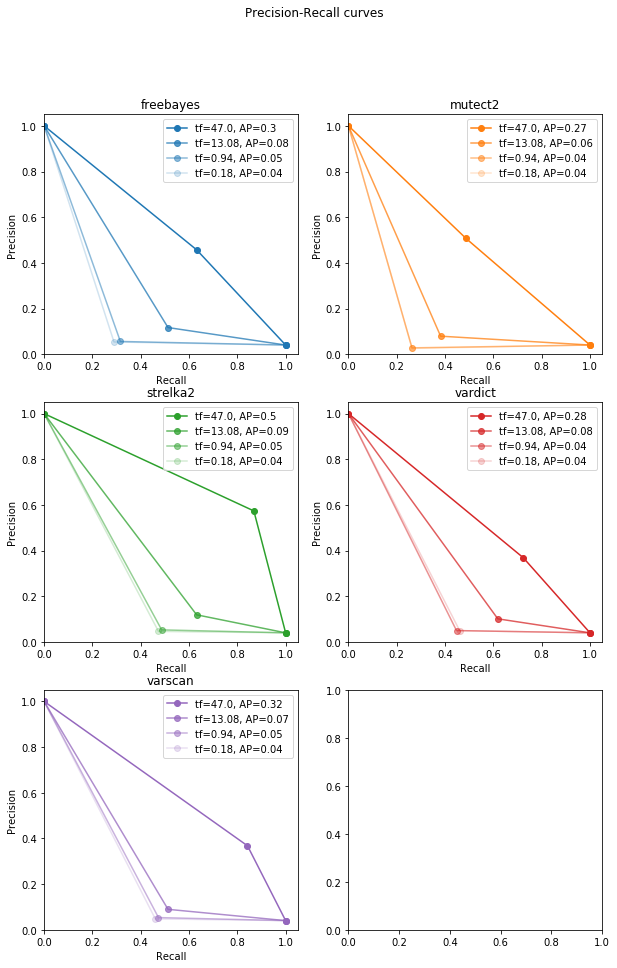 Precision-Recall curves
freebayes
tf=47.0, AP=0.3
tf=13.08, AP=0.08
tf=0.94, AP=0.05
tf=0.18, AP=0.04
1.0
0.8
0.6
0.4
0.2
0.0
Precision
0.0 0.2 0.4 0.6 0.8 1.0
Recall
mutect2
tf=47.0, AP=0.27
tf=13.08, AP=0.06
tf=0.94, AP=0.04
tf=0.18, AP=0.04
1.0
0.8
0.6
0.4
0.2
0.0
Precision
0.0 0.2 0.4 0.6 0.8 1.0
Recall
strelka2
tf=47.0, AP=0.5
tf=13.08, AP=0.09
tf=0.94, AP=0.05
tf=0.18, AP=0.04
1.0
0.8
0.6
0.4
0.2
0.0
Precision
0.0 0.2 0.4 0.6 0.8 1.0
Recall
vardict
tf=47.0, AP=0.28
tf=13.08, AP=0.08
tf=0.94, AP=0.04
tf=0.18, AP=0.04
1.0
0.8
0.6
0.4
0.2
0.0
Precision
0.0 0.2 0.4 0.6 0.8 1.0
Recall
varscan
tf=47.0, AP=0.32
tf=13.08, AP=0.07
tf=0.94, AP=0.05
tf=0.18, AP=0.04
1.0
0.8
0.6
0.4
0.2
0.0
Precision
0.0 0.2 0.4 0.6 0.8 1.0
Recall
1.0
0.8
0.6
0.4
0.2
0.0
0.0 0.2 0.4 0.6 0.8 1.0